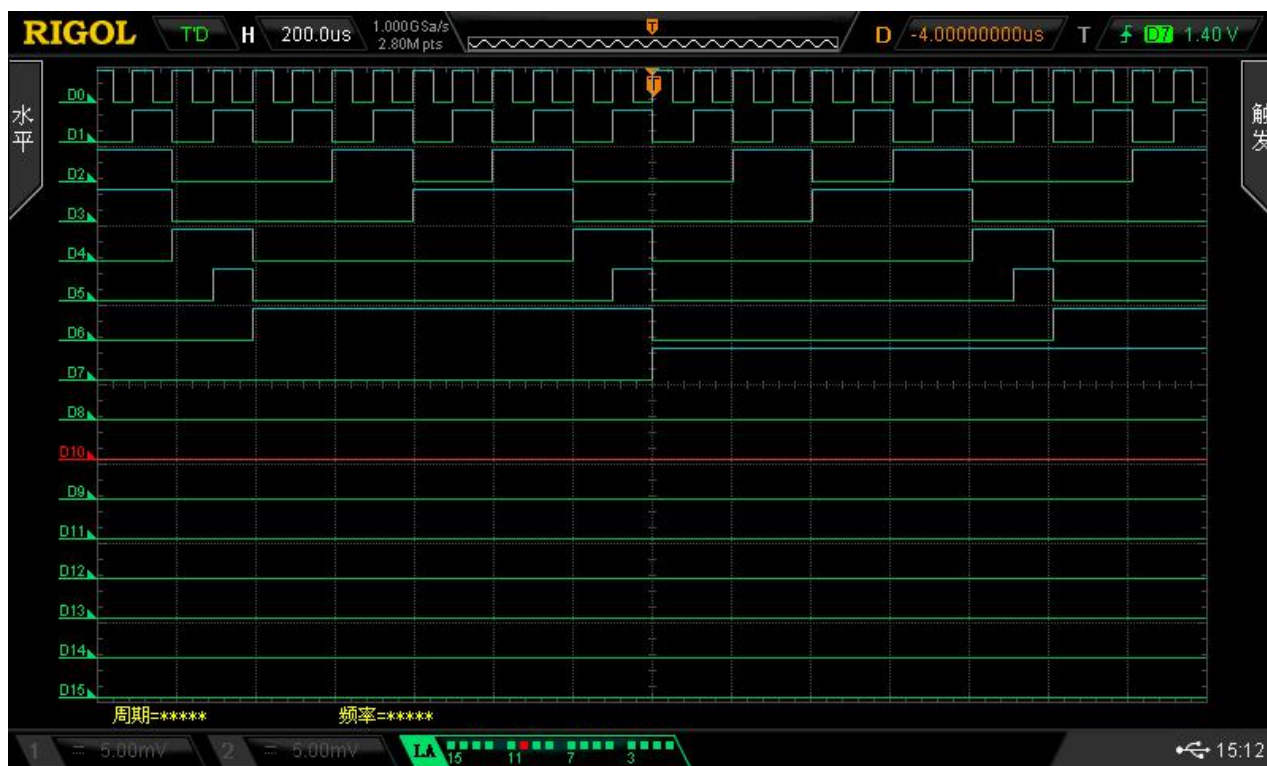 RIGOL T'D H 200.0us 1.000GSa/s D -4.00000000us T D7 1.40 V
2.80M pts
T
水平
触发
T
D0
D1
D2
D3
D4
D5
D6
D7
D8
D10
D9
D11
D12
D13
D14
D15
周期=***** 频率=*****
1 = 5.00mV 2 = 5.00mV LA 15 11 7 3 15:12